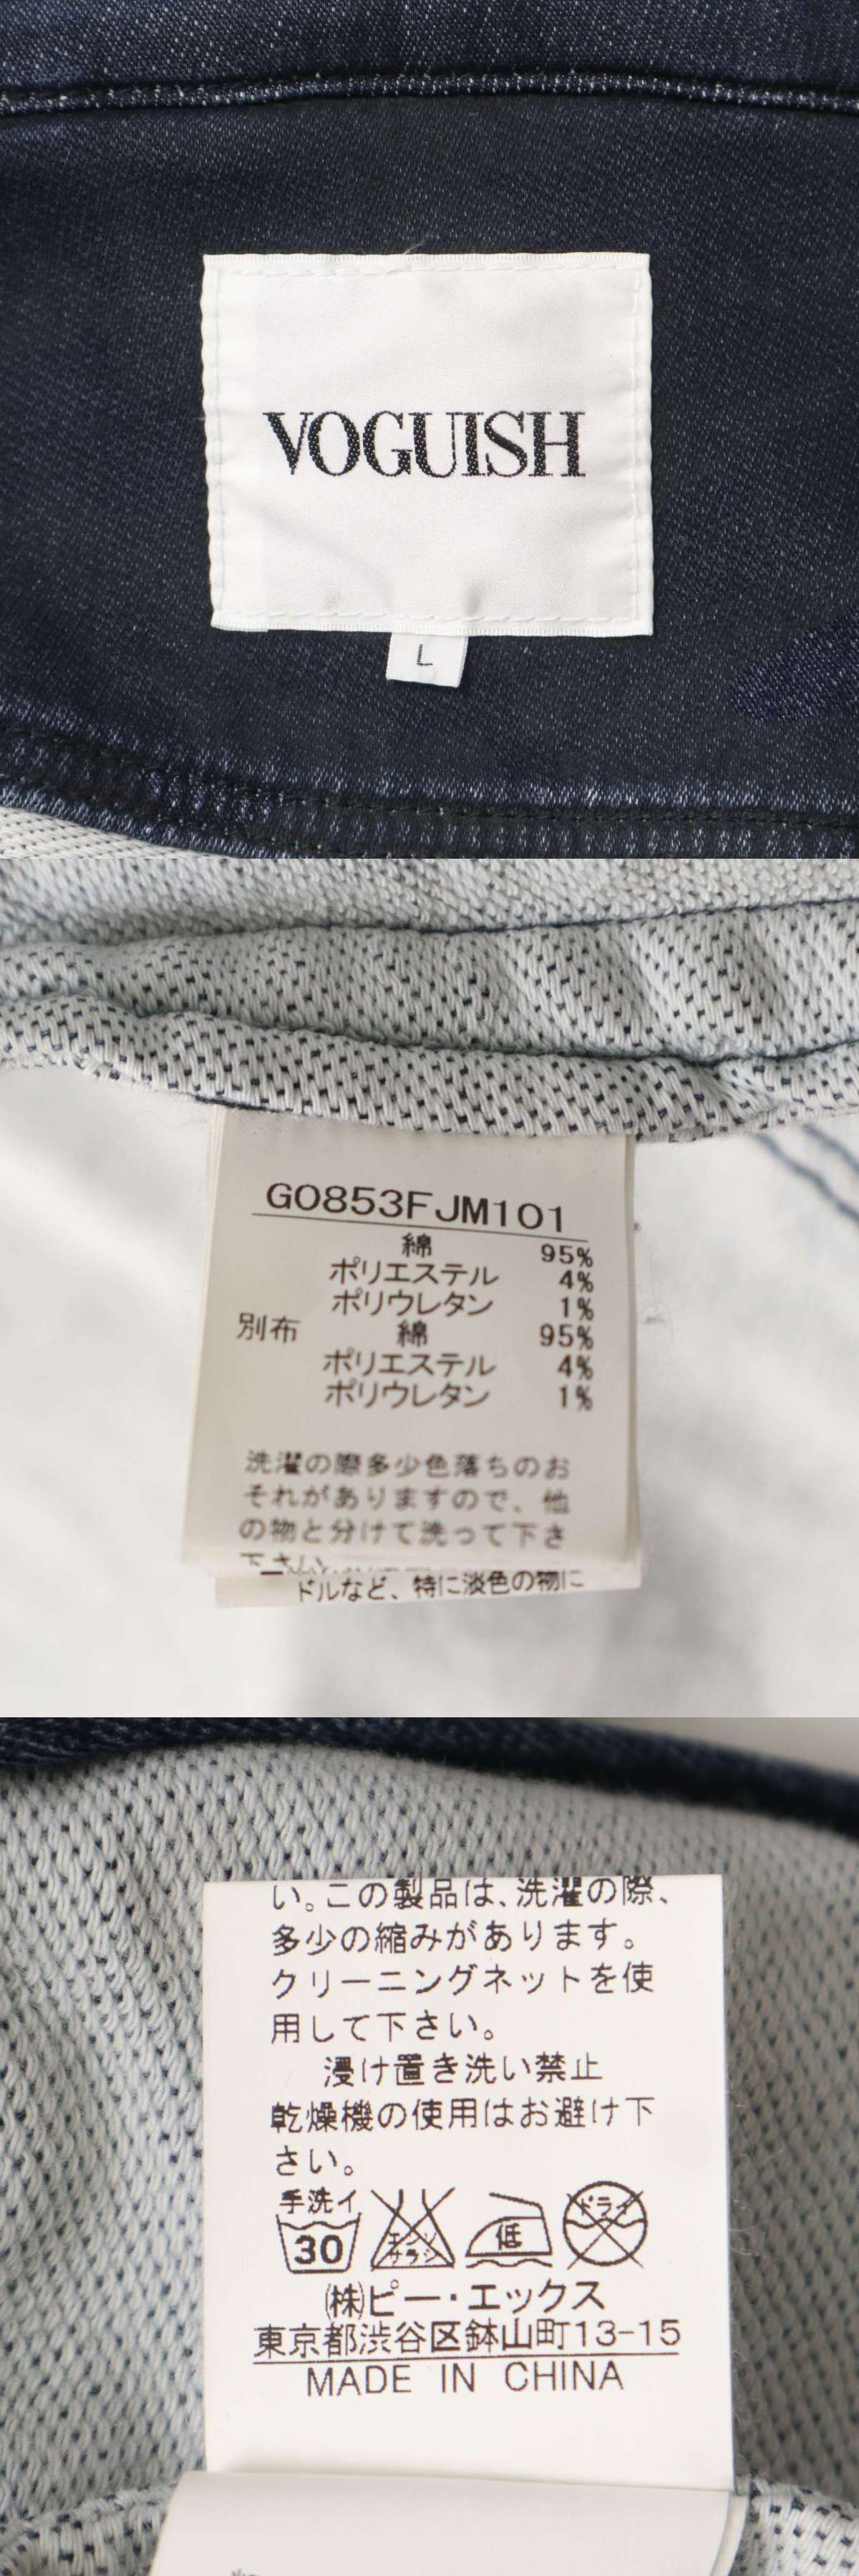 VOGUISH
L
G0853FJM101
綿 95%
ポリエステル 4%
ポリウレタン 1%
別布 綿 95%
ポリエステル 4%
ポリウレタン 1%
洗濯の際多少色落ちのお
それがありますので、他
の物と分けて洗って下さ
ドルなど、特に淡色の物に
い。この製品は、洗濯の際、
多少の縮みがあります。
クリーニングネットを使
用して下さい。
浸け置き洗い禁止
乾燥機の使用はお避け下
さい。
手洗イ
30 エンソサラシ 低 ドライ
㈱ピー・エックス
東京都渋谷区鉢山町13-15
MADE IN CHINA